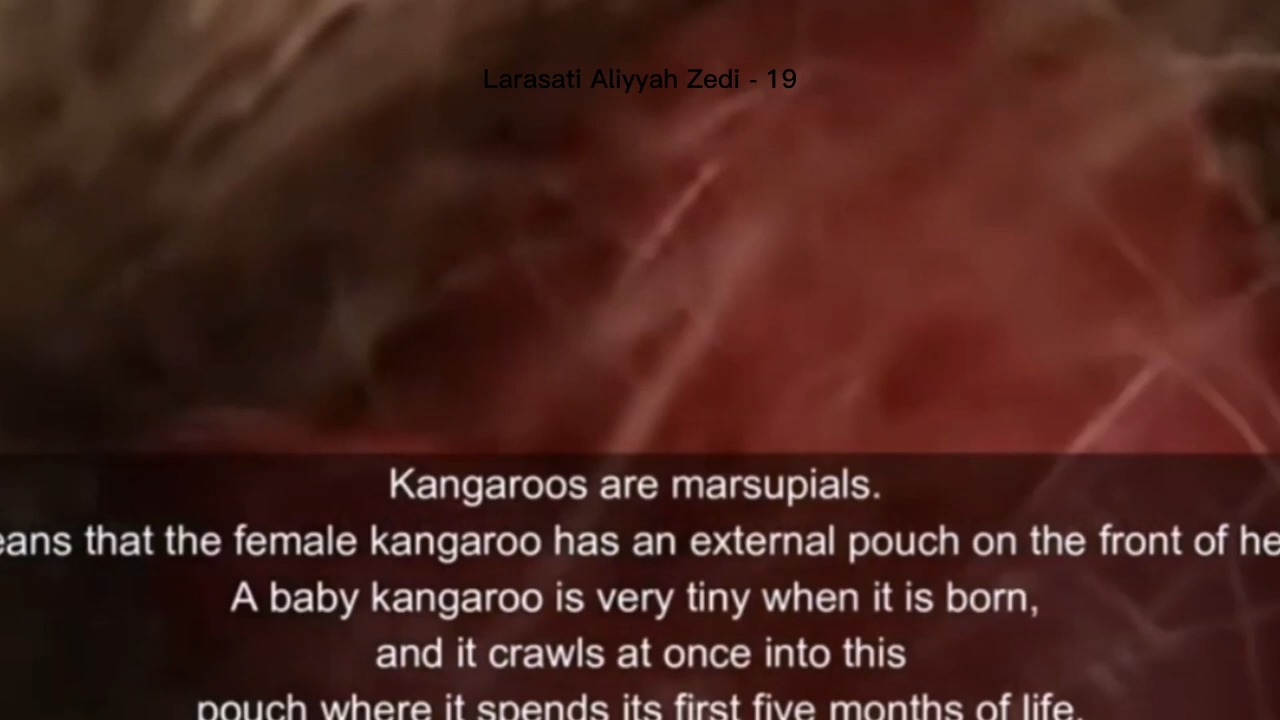 Larasati Aliyyah Zedi - 19
Kangaroos are marsupials.
that the female kangaroo has an external pouch on the front of
A baby kangaroo is very tiny when it is born,
and it crawls at once into this
pouch where it spends its first five months of life.